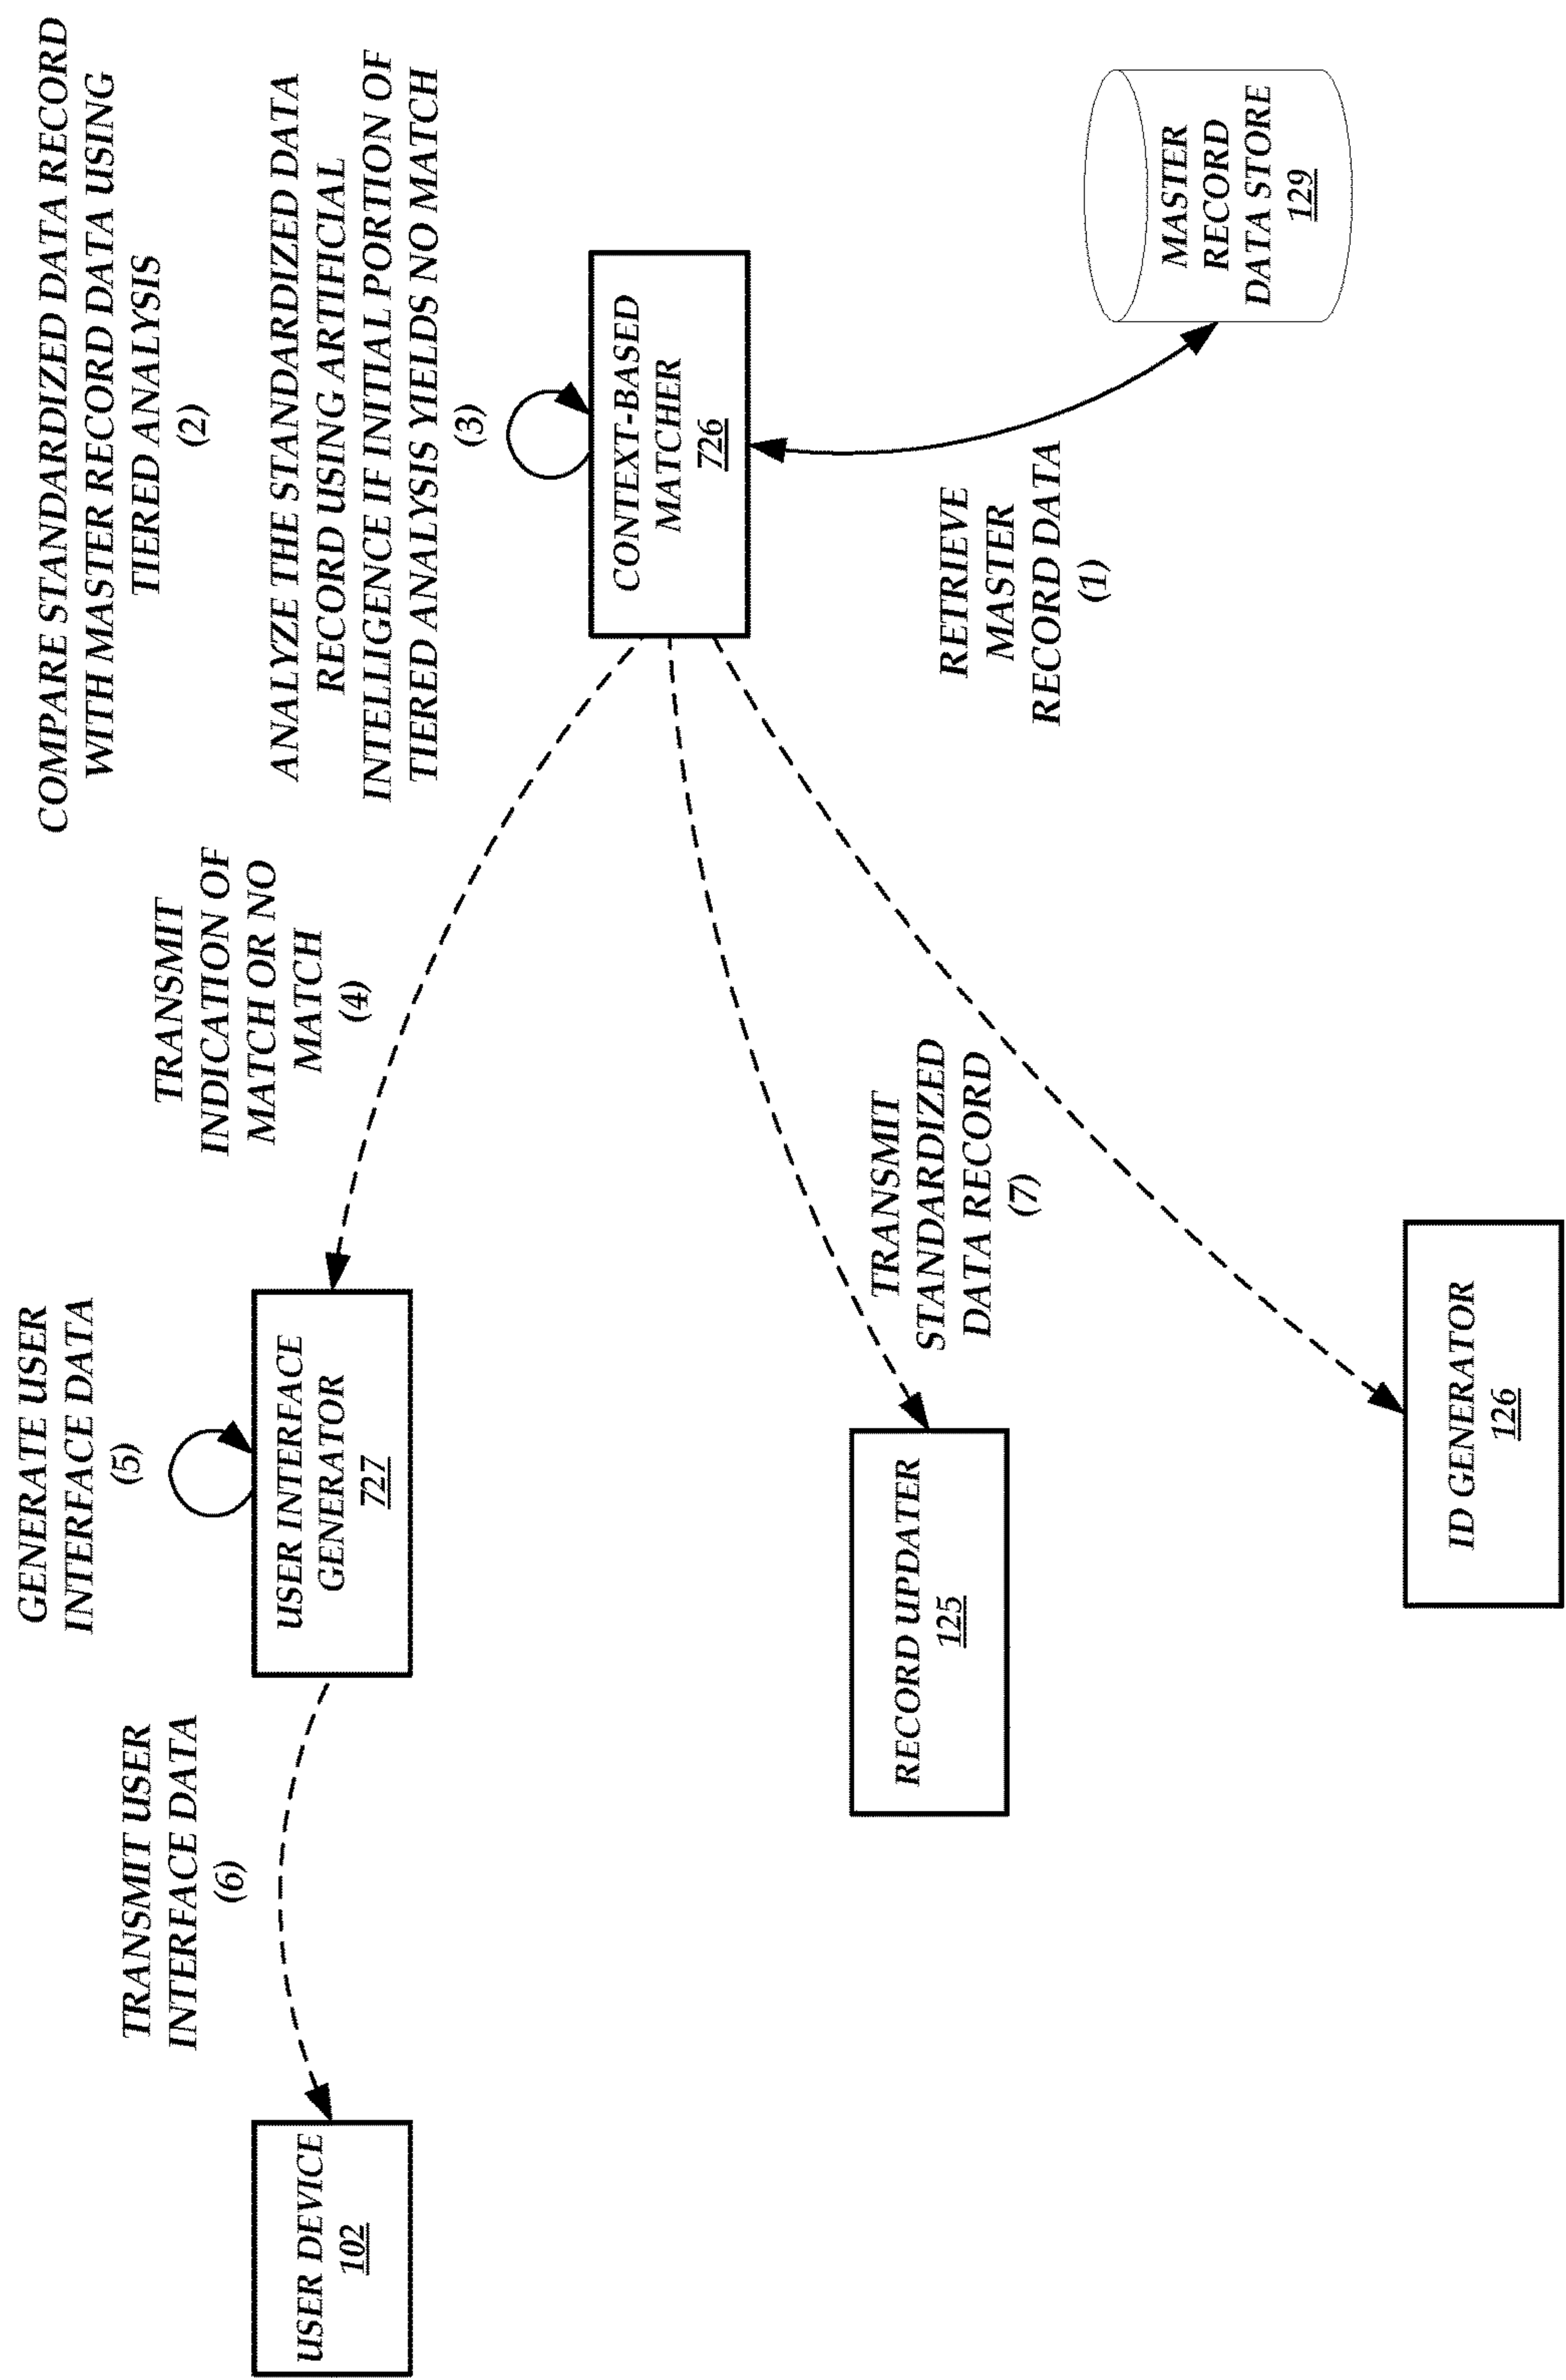 COMPARE STANDARDIZED DATA RECORD
WITH MASTER RECORD DATA USING
TIERED ANALYSIS
(2)
ANALYZE THE STANDARDIZED DATA
RECORD USING ARTIFICIAL
INTELLIGENCE IF INITIAL PORTION OF
TIERED ANALYSIS YIELDS NO MATCH
(3)
GENERATE USER
INTERFACE DATA
(5)
TRANSMIT USER
INTERFACE DATA
(6)
TRANSMIT
INDICATION OF
MATCH OR NO
MATCH
(4)
USER DEVICE
102
USER INTERFACE
GENERATOR
727
CONTEXT-BASED
MATCHER
726
RECORD UPDATER
125
TRANSMIT
STANDARDIZED
DATA RECORD
(7)
RETRIEVE
MASTER
RECORD DATA
(1)
MASTER
RECORD
DATA STORE
129
ID GENERATOR
126